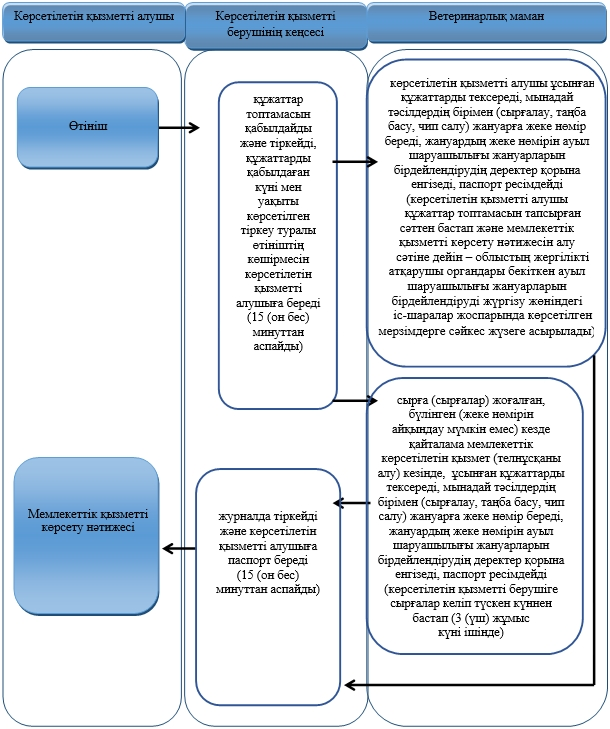 Көрсетілетін қызметті алушы
Көрсетілетін қызметті
берушінің кеңсесі
Ветеринарлық маман
Өтініш
құжаттар
топтамасын
қабылдайды
және тіркейді,
құжаттарды
қабылдаған
күні мен
уақыты
көрсетілген
тіркеу туралы
өтініштің
көшірмесін
көрсетілетін
қызметті
алушыға береді
(15 (он бес)
минуттан
аспайды)
көрсетілетін қызметті алушы ұсынған
құжаттарды тексереді, мынадай
тәсілдердің бірімен (сырғалау, таңба
басу, чип салу) жануарға жеке нөмір
береді, жануардың жеке нөмірін ауыл
шаруашылығы жануарларын
бірдейлендірудің деректер қорына
енгізеді, паспорт ресімдейді
(көрсетілетін қызметті алушы
құжаттар топтамасын тапсырған
сәттен бастап және мемлекеттік
қызметті көрсету нәтижесін алу
сәтіне дейін – облыстың жергілікті
атқарушы органдары бекіткен ауыл
шаруашылығы жануарларын
бірдейлендіруді жүргізу жөніндегі
іс-шаралар жоспарында көрсетілген
мерзімдерге сәйкес жүзеге асырылады)
сырға (сырғалар) жоғалған,
бүлінген (жеке нөмірін
айқындау мүмкін емес) кезде
қайталама мемлекеттік
көрсетілетін қызмет (телнұсқаны
алу) кезінде, ұсынған құжаттарды
тексереді, мынадай тәсілдердің
бірімен (сырғалау, таңба басу, чип
салу) жануарға жеке нөмір береді,
жануардың жеке нөмірін ауыл
шаруашылығы жануарларын
бірдейлендірудің деректер қорына
енгізеді, паспорт ресімдейді
(көрсетілетін қызметті берушіге
сырғалар келіп түскен күннен
бастап (3 (үш) жұмыс
күні ішінде)
журналда тіркейді
және көрсетілетін
қызметті алушыға
паспорт береді
(15 (он бес)
минуттан аспайды)
Мемлекеттік қызметті
көрсету нәтижесі